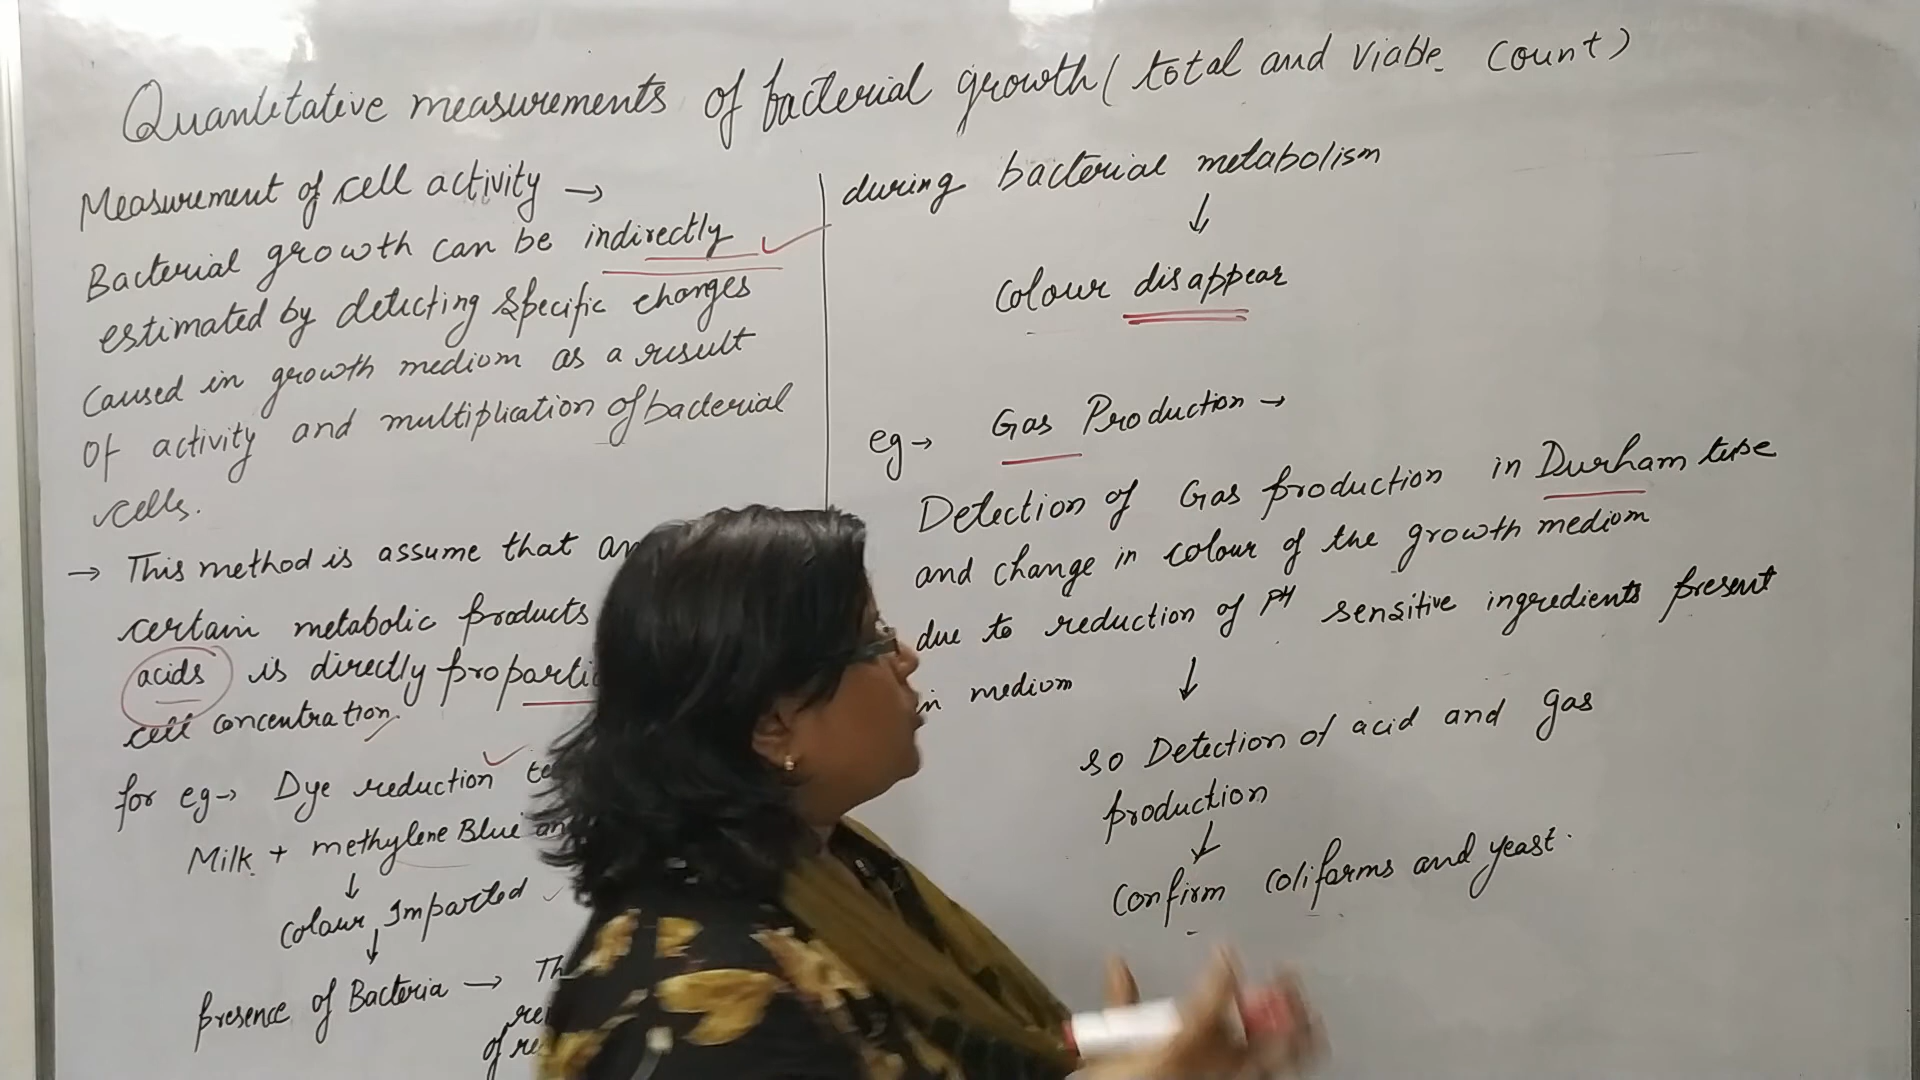 Quantitative measurements of bacterial growth ( total and viable count )
Measurement of cell activity →
Bacterial growth can be indirectly
estimated by detecting specific changes
caused in growth medium as a result
of activity and multiplication of bacterial
cells.
→ This method is assume that
certain metabolic products
acids is directly
cell concentration.
for eg → Dye reduction
Milk + methylene Blue
↓
Colour Imparted
↓
presence of Bacteria →
during bacterial metabolism
↓
Colour disappear
eg → Gas Production →
Detection of Gas production in Durham tube
and change in colour of the growth medium
due to reduction of PH sensitive ingredients present
in medium
↓
so Detection of acid and gas
production
↓
Confirm coliforms and yeast.